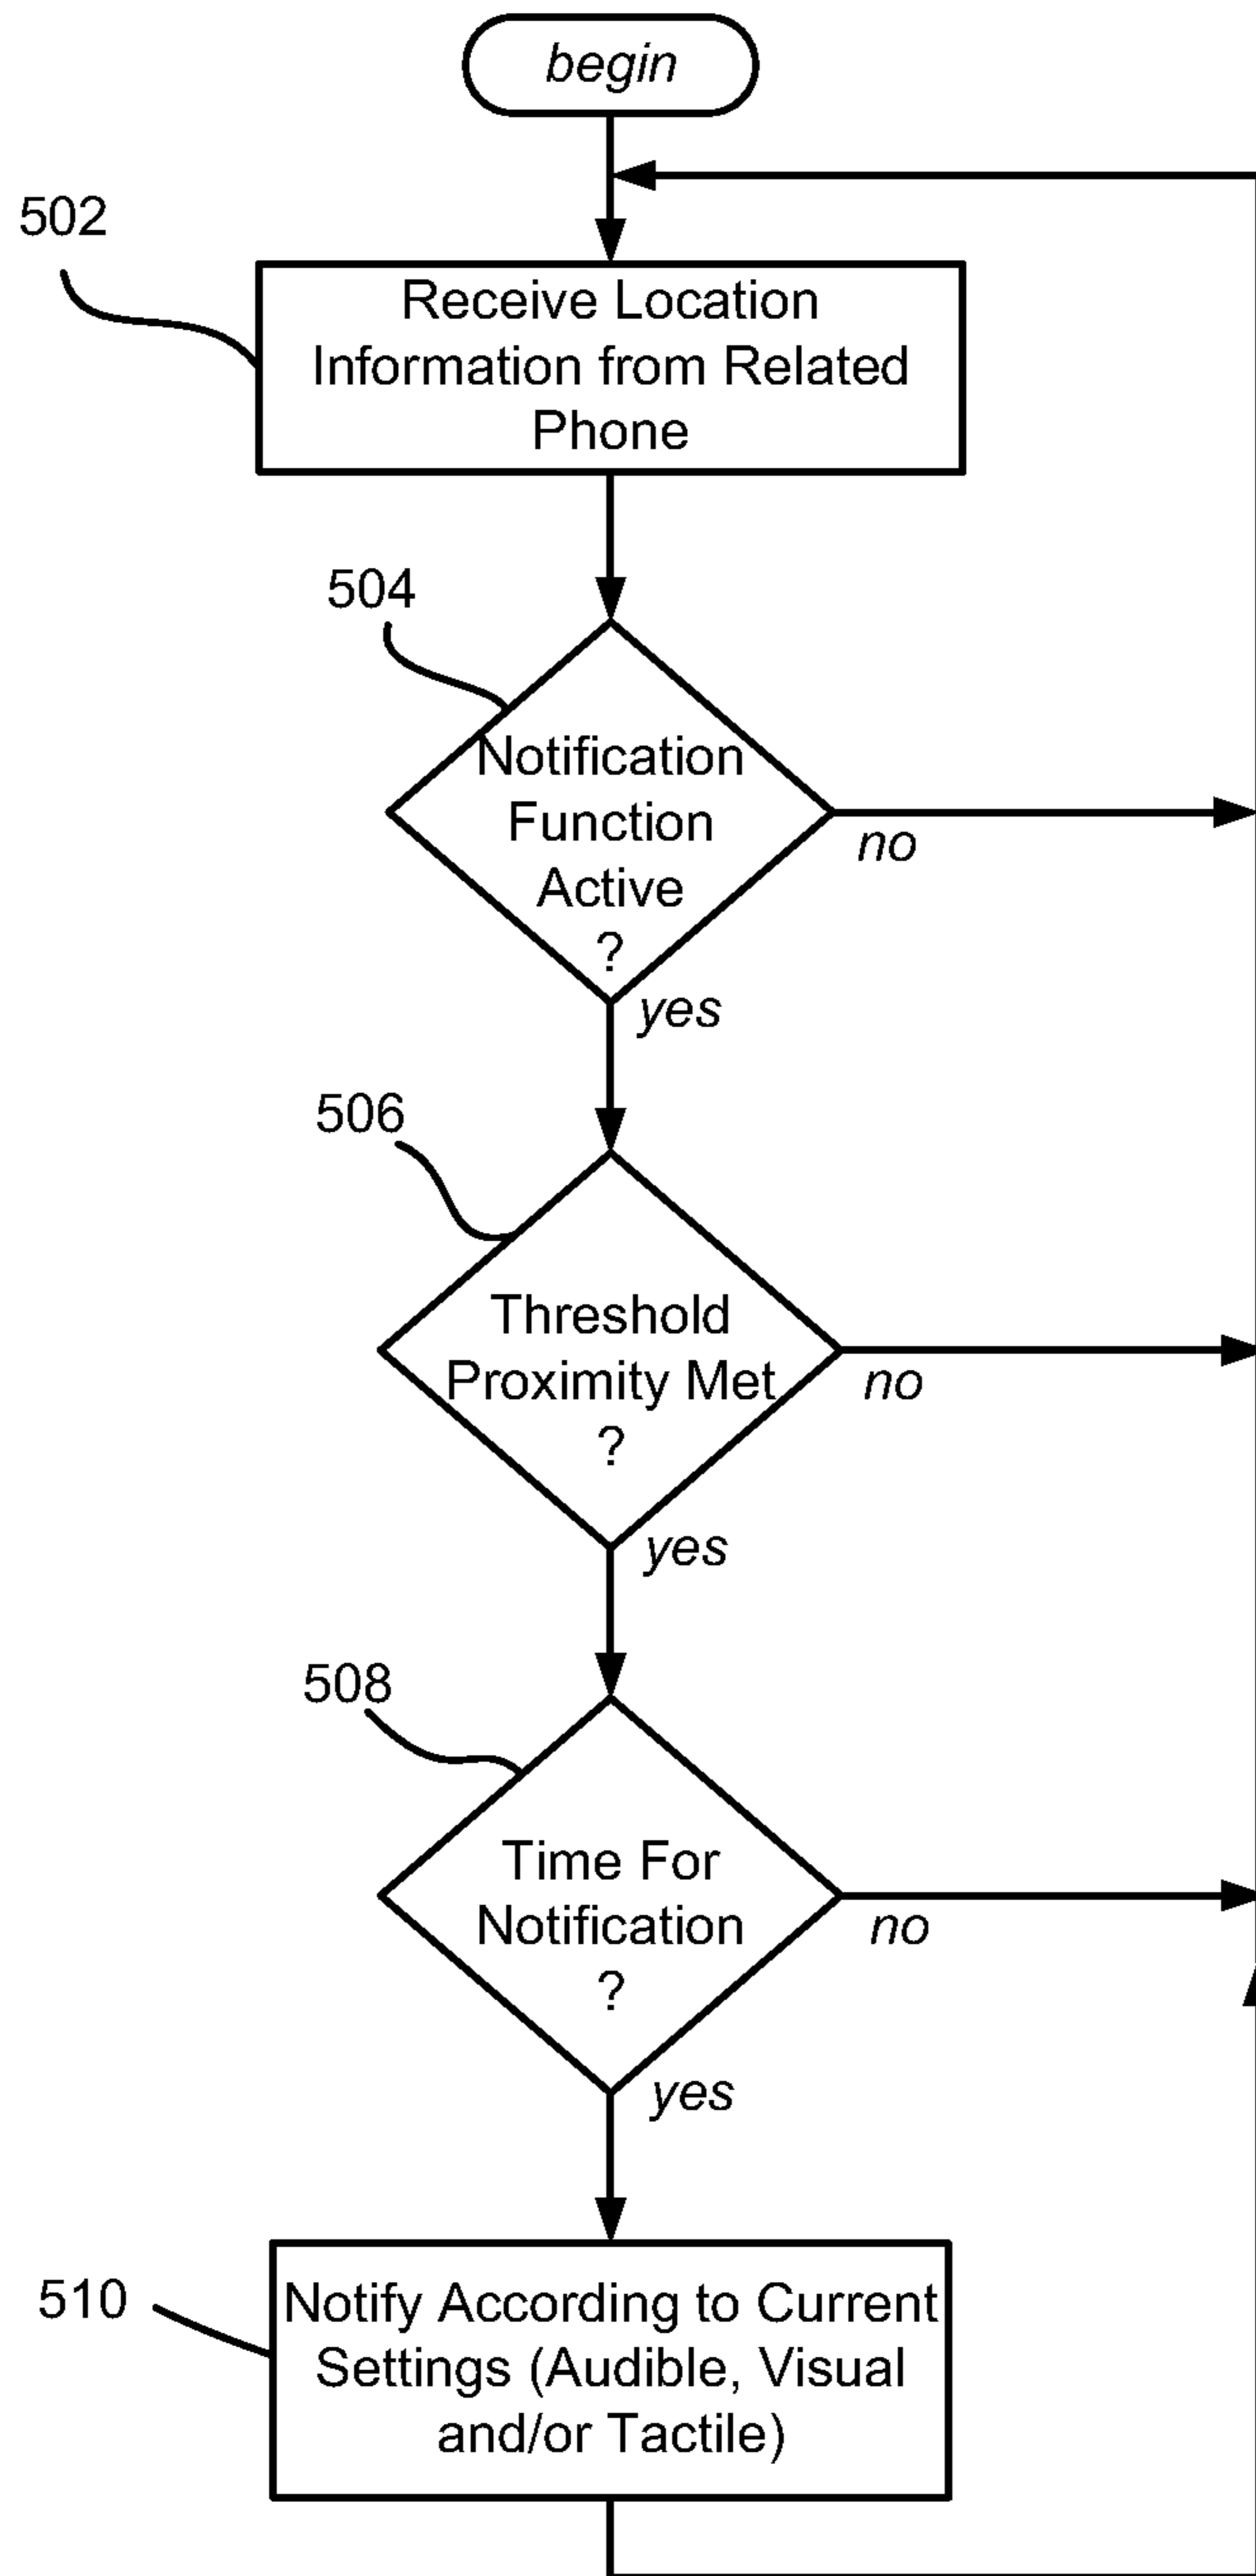 begin
502
Receive Location
Information from Related
Phone
504
Notification
Function
Active
?
no
yes
506
Threshold
Proximity Met
?
no
yes
508
Time For
Notification
?
no
yes
510
Notify According to Current
Settings (Audible, Visual
and/or Tactile)